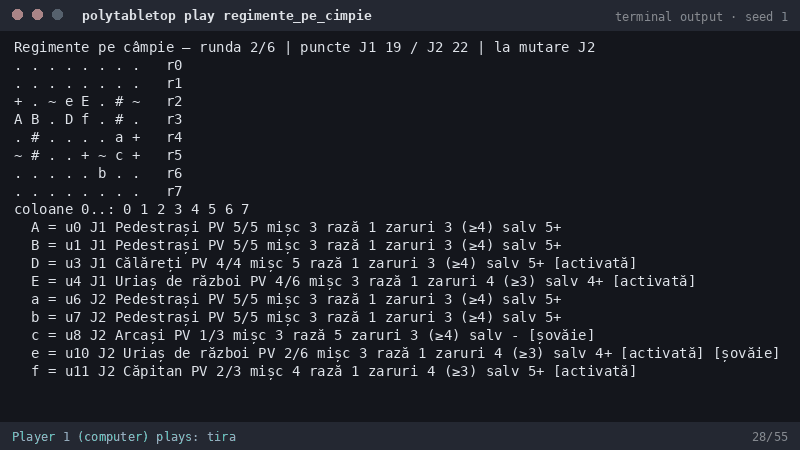 polytabletop play regimente_pe_cimpie
terminal output · seed 1
Regimente pe câmpie — runda 2/6 | puncte J1 19 / J2 22 | la mutare J2
. . . . . . . .   r0
. . . . . . . .   r1
+ . ~ e E . # ~   r2
A B . D f . # .   r3
. # . . . . a +   r4
~ # . . + ~ c +   r5
. . . . . b . .   r6
. . . . . . . .   r7
coloane 0..: 0 1 2 3 4 5 6 7
A = u0 J1 Pedestrași PV 5/5 mișc 3 rază 1 zaruri 3 (≥4) salv 5+
B = u1 J1 Pedestrași PV 5/5 mișc 3 rază 1 zaruri 3 (≥4) salv 5+
D = u3 J1 Călăreți PV 4/4 mișc 5 rază 1 zaruri 3 (≥4) salv 5+ [activată]
E = u4 J1 Uriaș de război PV 4/6 mișc 3 rază 1 zaruri 4 (≥3) salv 4+ [activată]
a = u6 J2 Pedestrași PV 5/5 mișc 3 rază 1 zaruri 3 (≥4) salv 5+
b = u7 J2 Pedestrași PV 5/5 mișc 3 rază 1 zaruri 3 (≥4) salv 5+
c = u8 J2 Arcași PV 1/3 mișc 3 rază 5 zaruri 3 (≥4) salv - [șovăie]
e = u10 J2 Uriaș de război PV 2/6 mișc 3 rază 1 zaruri 4 (≥3) salv 4+ [activată] [șovăie]
f = u11 J2 Căpitan PV 2/3 mișc 4 rază 1 zaruri 4 (≥3) salv 5+ [activată]
Player 1 (computer) plays: tira
28/55